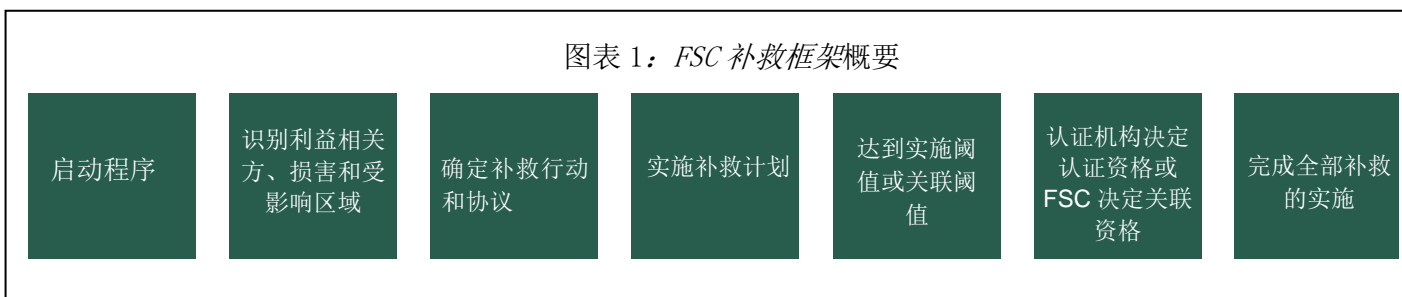 图表 1：FSC 补救框架概要
启动程序
识别利益相关
方、损害和受
影响区域
确定补救行动
和协议
实施补救计划
达到实施阈
值或关联阈
值
认证机构决定
认证资格或
FSC 决定关联
资格
完成全部补救
的实施